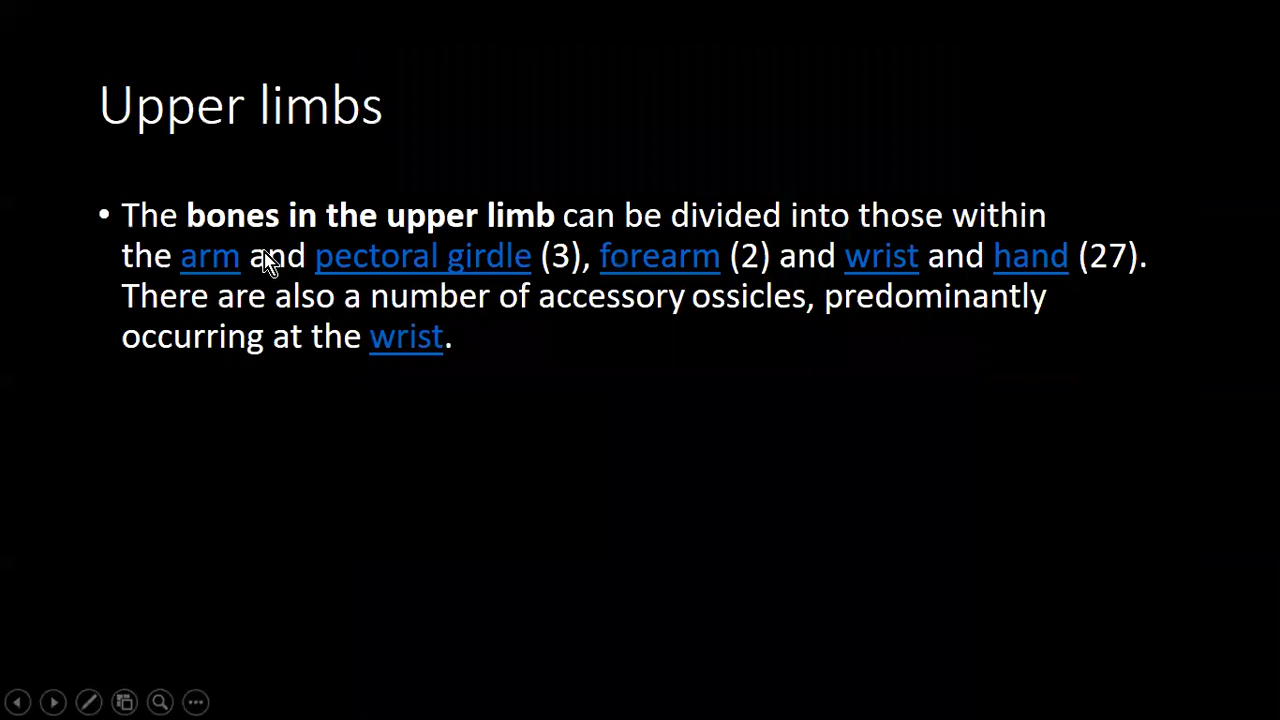 Upper limbs
• The bones in the upper limb can be divided into those within
the arm and pectoral girdle (3), forearm (2) and wrist and hand (27).
There are also a number of accessory ossicles, predominantly
occurring at the wrist.